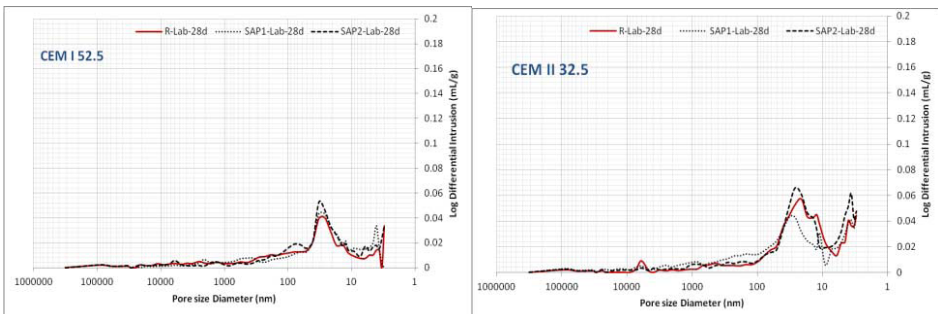 R-Lab-28d SAP1-Lab-28d SAP2-Lab-28d
CEM I 52.5
0.2
0.18
0.16
0.14
0.12
0.1
0.08
0.06
0.04
0.02
0
Log Differential Intrusion (mL/g)
1000000 100000 10000 1000 100 10 1
Pore size Diameter (nm)
R-Lab-28d SAP1-Lab-28d SAP2-Lab-28d
CEM II 32.5
0.2
0.18
0.16
0.14
0.12
0.1
0.08
0.06
0.04
0.02
0
Log Differential Intrusion (mL/g)
1000000 100000 10000 1000 100 10 1
Pore size Diameter (nm)